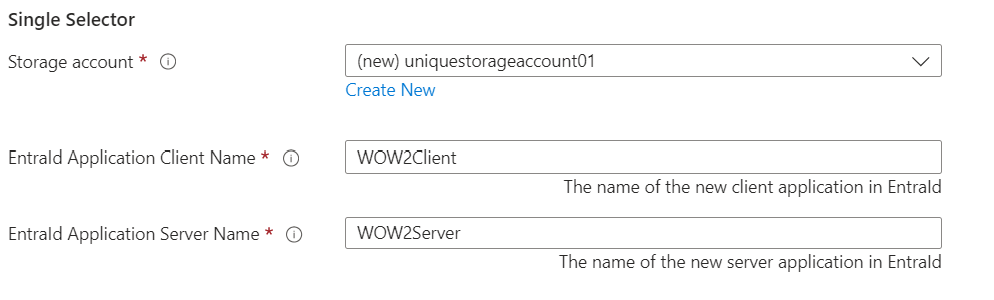 Single Selector
Storage account *
(new) uniquestorageaccount01
Create New
EntraId Application Client Name *
WOW2Client
The name of the new client application in EntraId
EntraId Application Server Name *
WOW2Server
The name of the new server application in EntraId